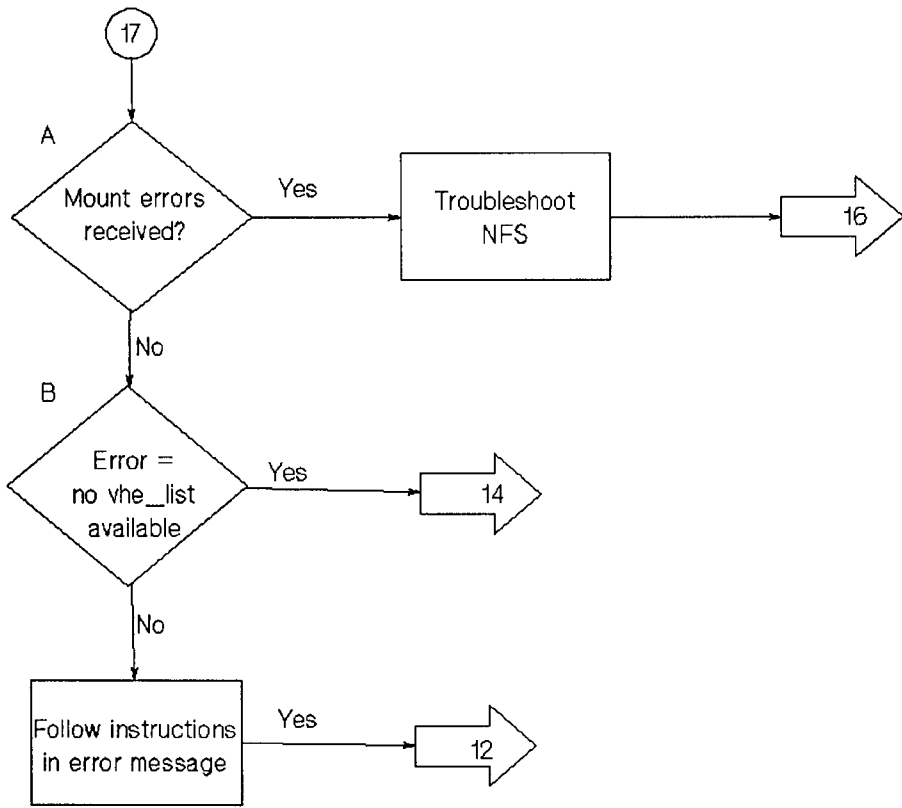 17
A
Mount errors
received?
Yes
Troubleshoot
NFS
16
No
B
Error =
no vhe_list
available
Yes
14
No
Follow instructions
in error message
Yes
12